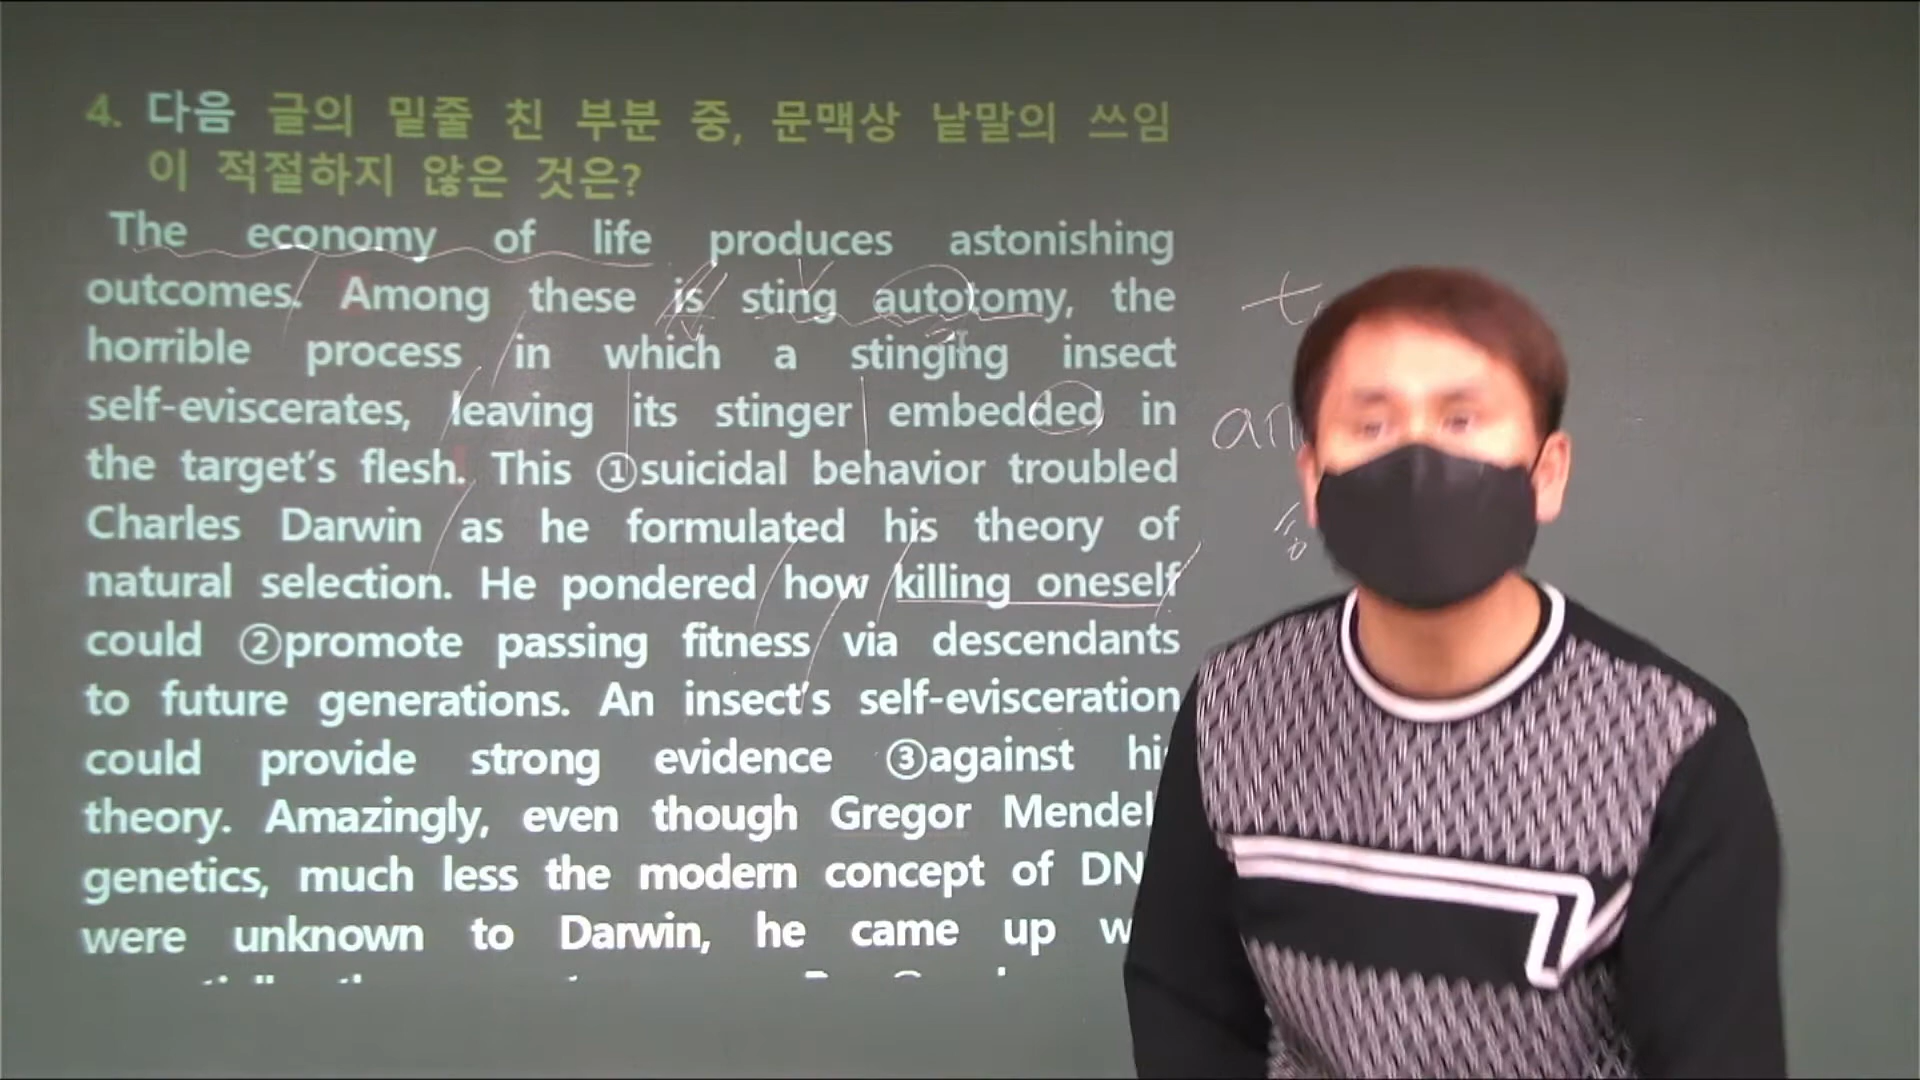 4. 다음 글의 밑줄 친 부분 중, 문맥상 낱말의 쓰임
이 적절하지 않은 것은?
The economy of life produces astonishing
outcomes. Among these is sting autotomy, the
horrible process in which a stinging insect
self-eviscerates, leaving its stinger embedded in
the target's flesh. This ①suicidal behavior troubled
Charles Darwin as he formulated his theory of
natural selection. He pondered how killing oneself
could ②promote passing fitness via descendants
to future generations. An insect's self-evisceration
could provide strong evidence ③against
theory. Amazingly, even though Gregor
genetics, much less the modern concept of
were unknown to Darwin, he came up